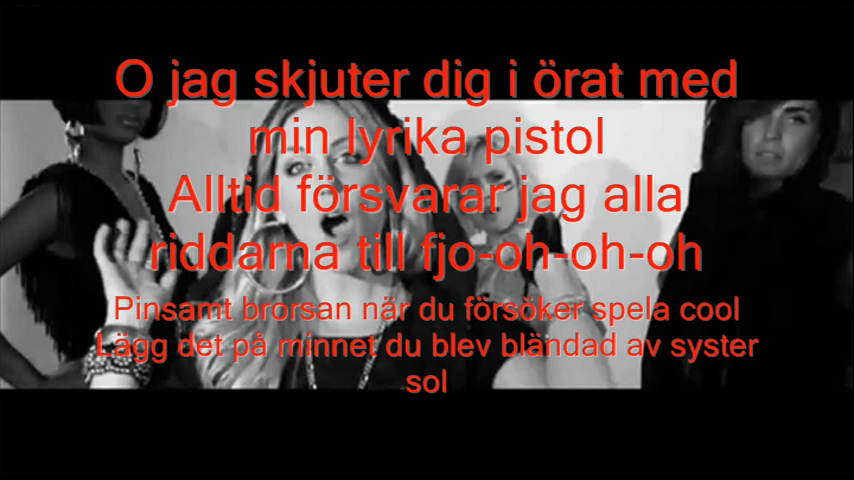 O jag skjuter dig i örat med
min lyrika pistol
Alltid försvarar jag alla
riddarna till fjo-oh-oh-oh
Pinsamt brorsan när du försöker spela cool
Lägg det på minnet du blev bländad av syster
sol